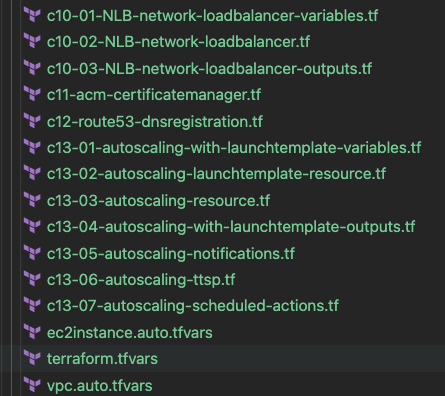 c10-01-NLB-network-loadbalancer-variables.tf
c10-02-NLB-network-loadbalancer.tf
c10-03-NLB-network-loadbalancer-outputs.tf
c11-acm-certificatemanager.tf
c12-route53-dnsregistration.tf
c13-01-autoscaling-with-launchtemplate-variables.tf
c13-02-autoscaling-launchtemplate-resource.tf
c13-03-autoscaling-resource.tf
c13-04-autoscaling-with-launchtemplate-outputs.tf
c13-05-autoscaling-notifications.tf
c13-06-autoscaling-ttsp.tf
c13-07-autoscaling-scheduled-actions.tf
ec2instance.auto.tfvars
terraform.tfvars
vpc.auto.tfvars